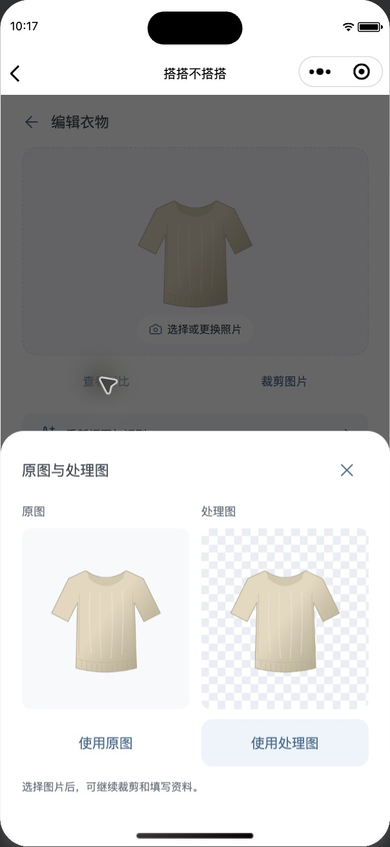 10:17
搭搭不搭搭
编辑衣物
选择或更换照片
裁剪图片
原图与处理图
原图
处理图
使用原图
使用处理图
选择图片后，可继续裁剪和填写资料。